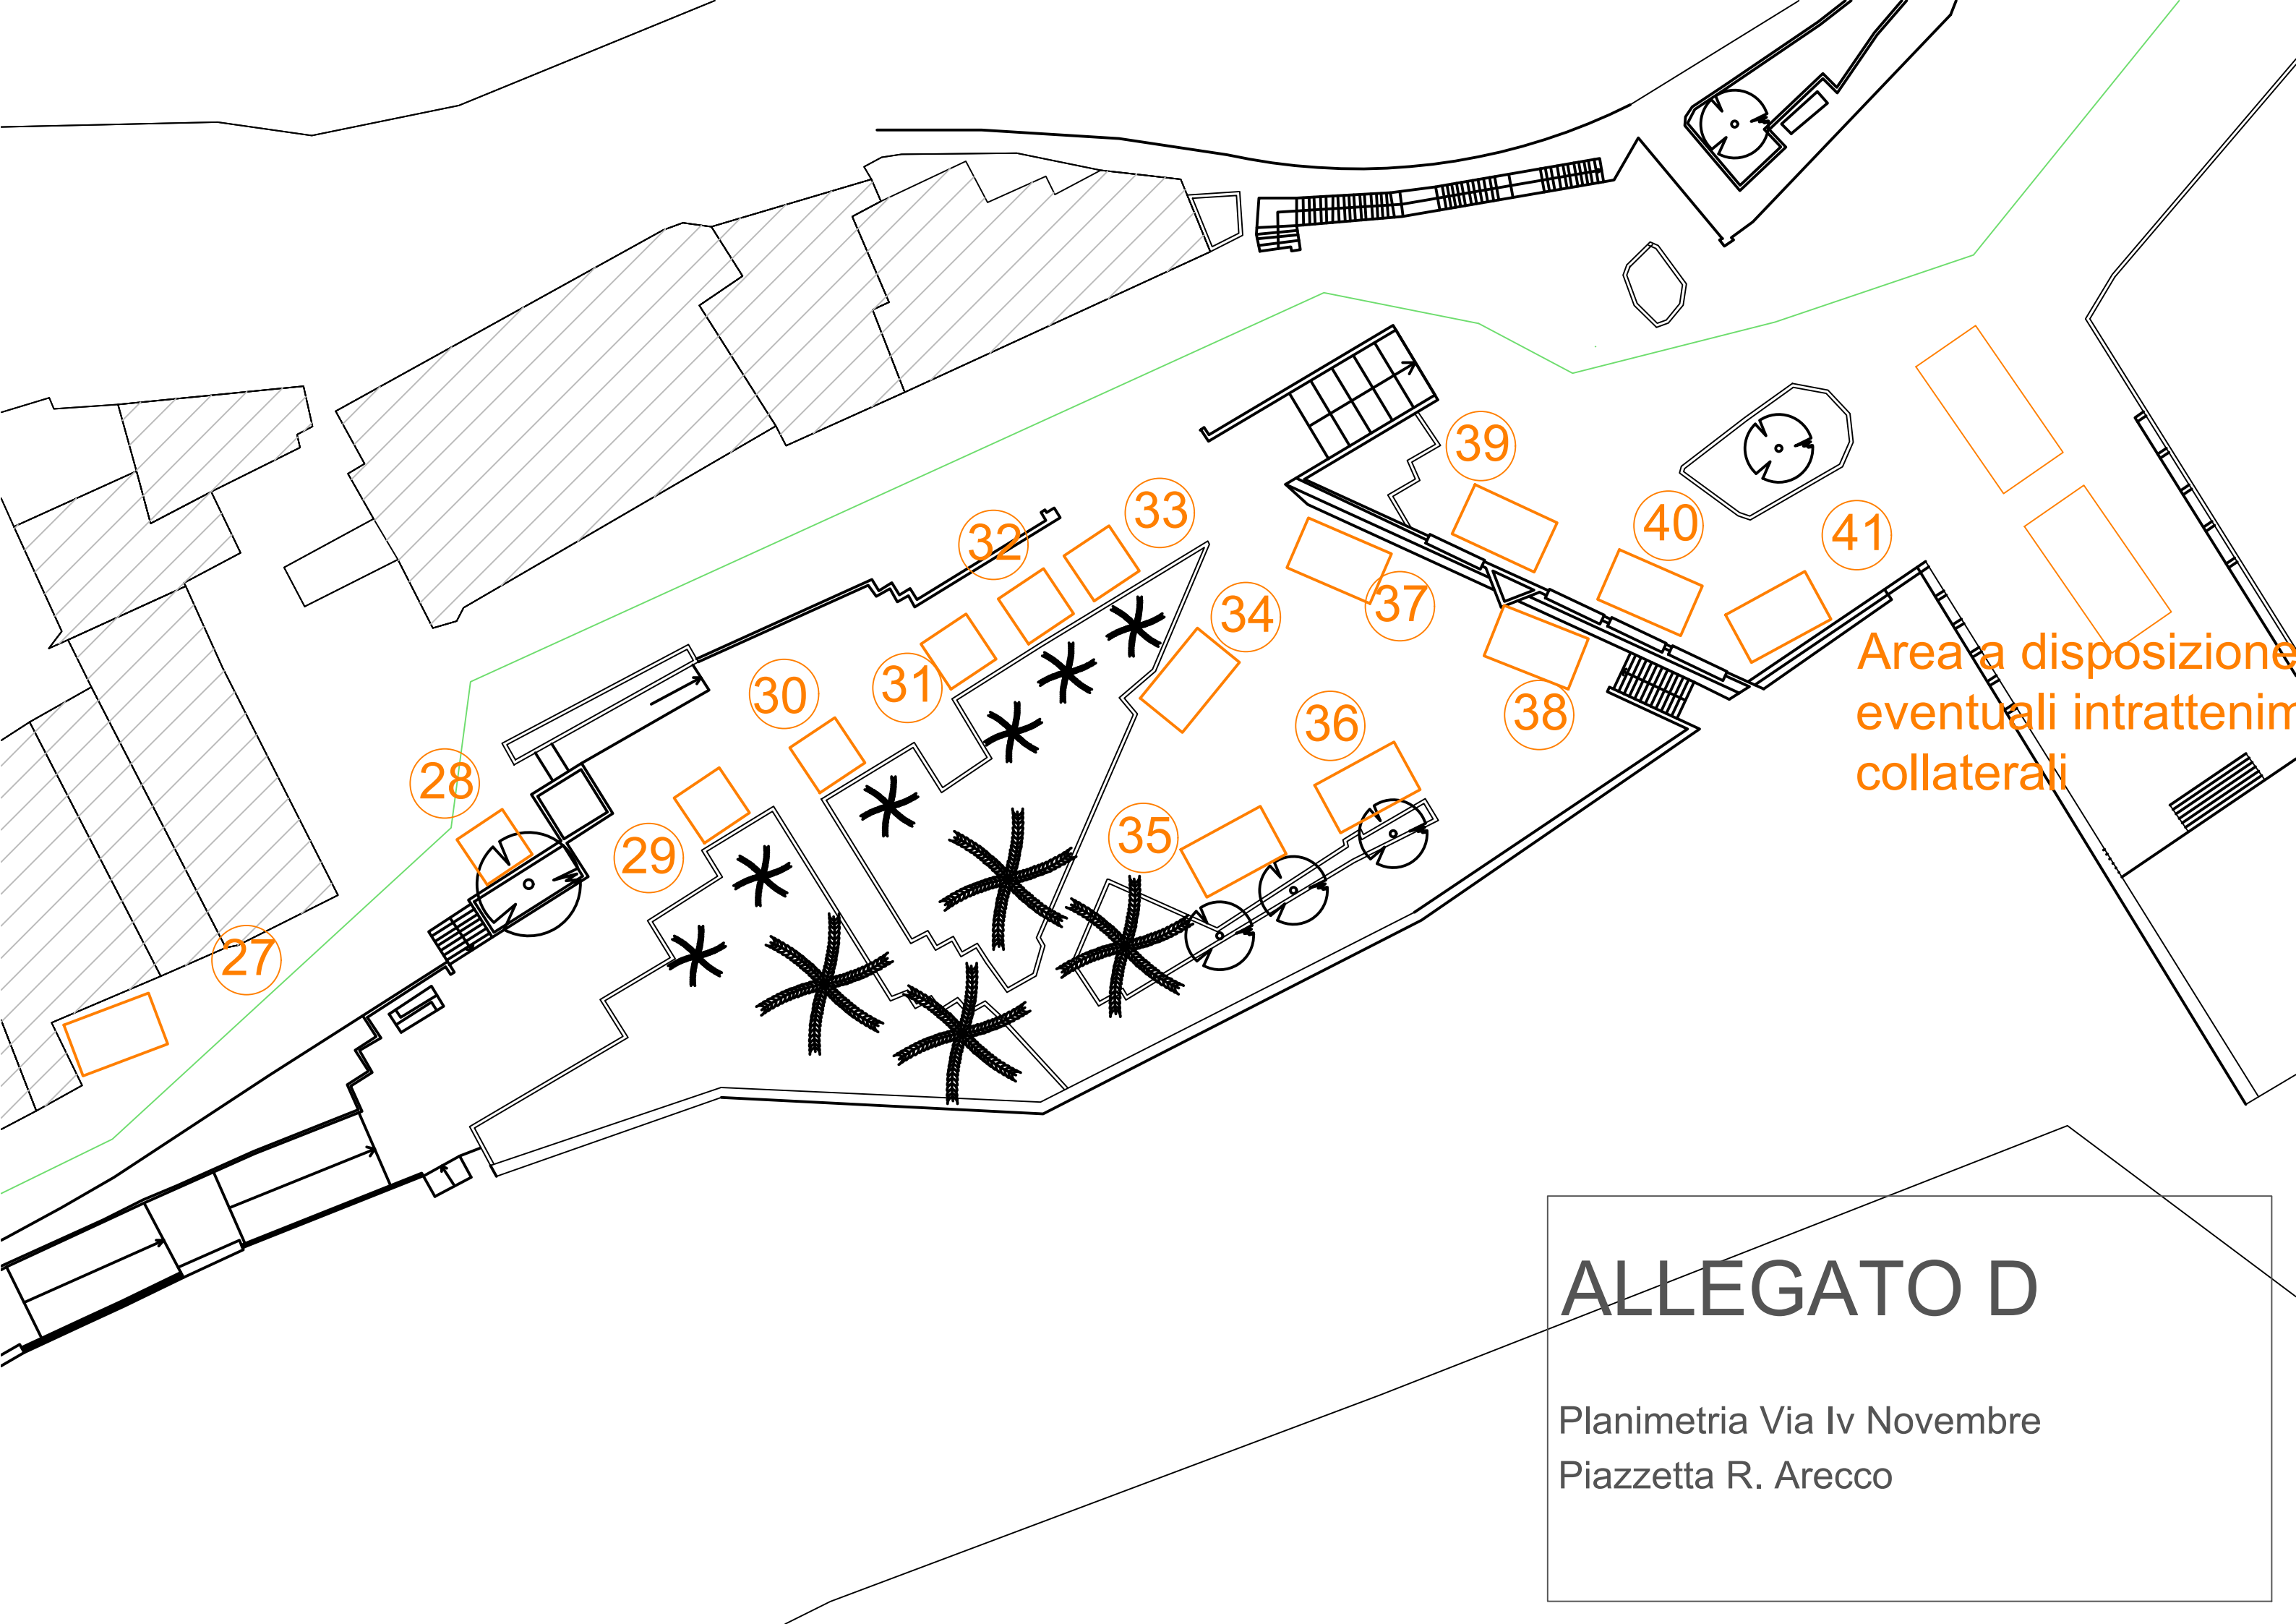 39
33
40
41
32
37
34
31
30
38
36
28
35
29
27
Area a disposizione
eventuali
collaterali
ALLEGATO D
Planimetria Via Iv Novembre
Piazzetta R. Arecco